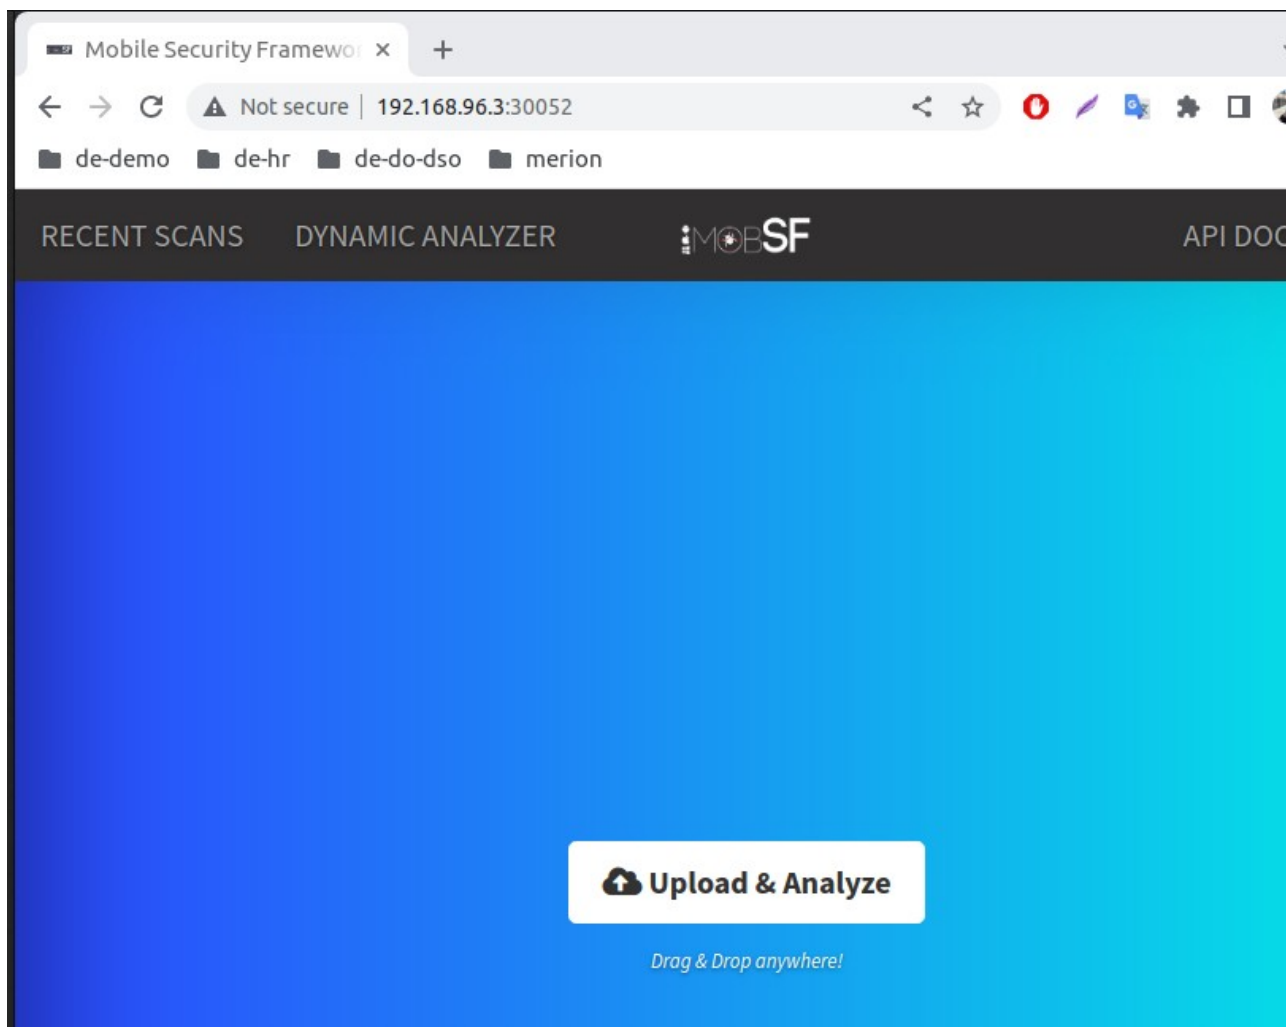 Mobile Security Framewor
Not secure 192.168.96.3:30052
de-demo de-hr de-do-dso merion
RECENT SCANS DYNAMIC ANALYZER MOBSF API DOC
Upload & Analyze
Drag & Drop anywhere!